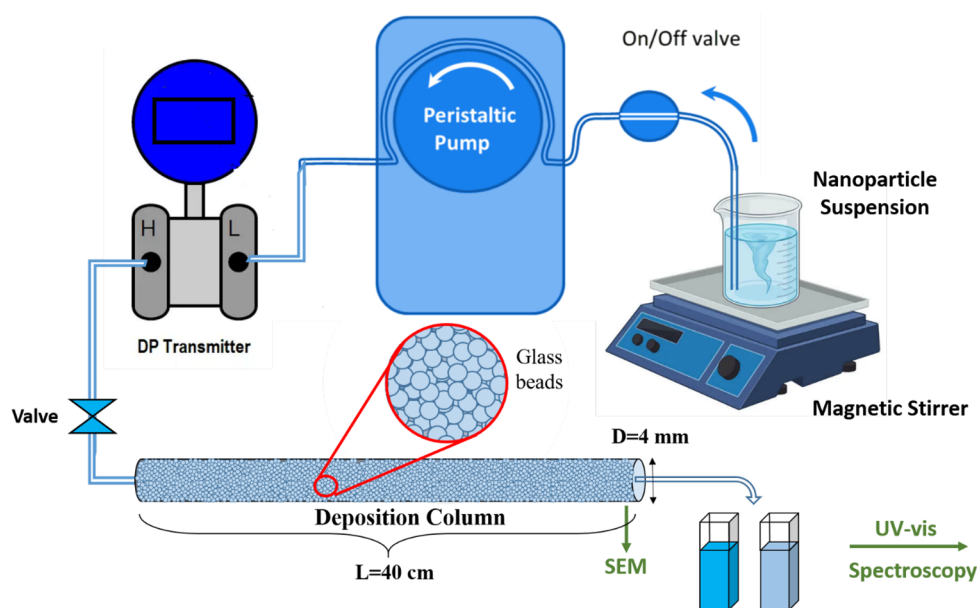 On/Off valve
Peristaltic
Pump
Nanoparticle
Suspension
H
L
DP Transmitter
Glass
beads
Magnetic Stirrer
Valve
D=4 mm
Deposition Column
L=40 cm
SEM
UV-vis
Spectroscopy